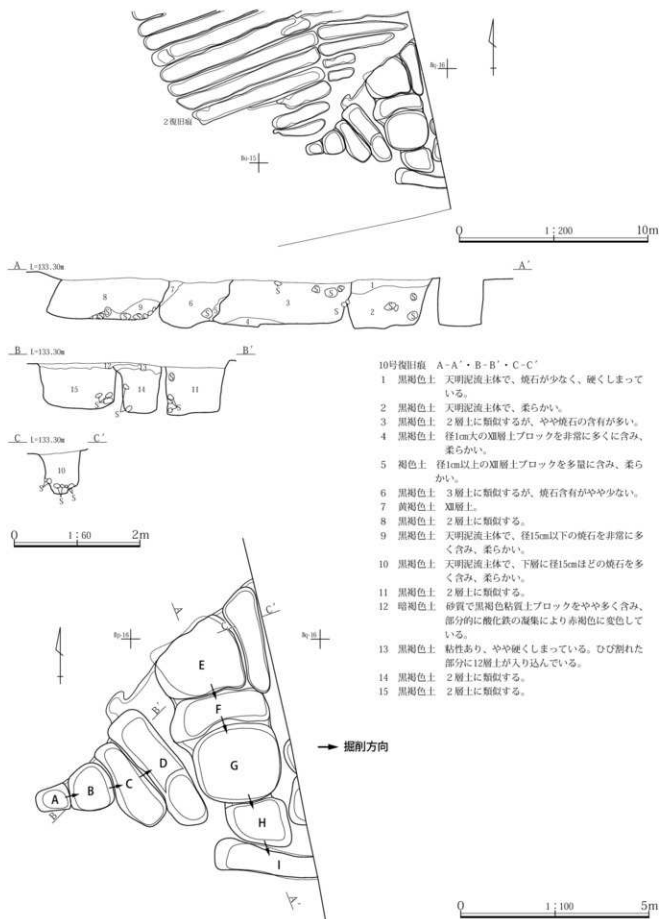 Bq-16
2復旧痕
Bu-15
0 1：200 10m
A L=133.30m A´
1
7
8
9
6
5
3
4
2
S
S
S
S
S
S
B L=133.30m B´
12
15
14
11
S
S
S
C L=133.30m C´
10
S
S
S
0 1：60 2m
10号復旧痕 A-A´・B-B´・C-C´
1 黒褐色土 天明泥流主体で、焼石が少なく、硬くしまって
いる。
2 黒褐色土 天明泥流主体で、柔らかい。
3 黒褐色土 2層土に類似するが、やや焼石の含有が多い。
4 黒褐色土 径1cm大のⅫ層土ブロックを非常に多くに含み、
柔らかい。
5 褐色土 径1cm以上のⅫ層土ブロックを多量に含み、柔ら
かい。
6 黒褐色土 3層土に類似するが、焼石含有がやや少ない。
7 黄褐色土 Ⅻ層土。
8 黒褐色土 2層土に類似する。
9 黒褐色土 天明泥流主体で、径15cm以下の焼石を非常に多
く含み、柔らかい。
10 黒褐色土 天明泥流主体で、下層に径15cmほどの焼石を多
く含み、柔らかい。
11 黒褐色土 2層土に類似する。
12 暗褐色土 砂質で黒褐色粘質土ブロックをやや多く含み、
部分的に酸化鉄の凝集により赤褐色に変色して
いる。
13 黒褐色土 粘性あり、やや硬くしまっている。ひび割れた
部分に12層土が入り込んでいる。
14 黒褐色土 2層土に類似する。
15 黒褐色土 2層土に類似する。
A
C´
E
B´
F
D
G
C
B
A
B
H
I
A´
→ 掘削方向
0 1：100 5m